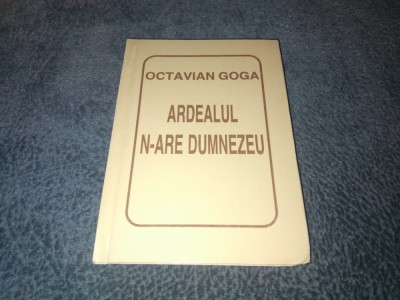 OCTAVIAN GOGA
ARDEALUL
N-ARE DUMNEZEU